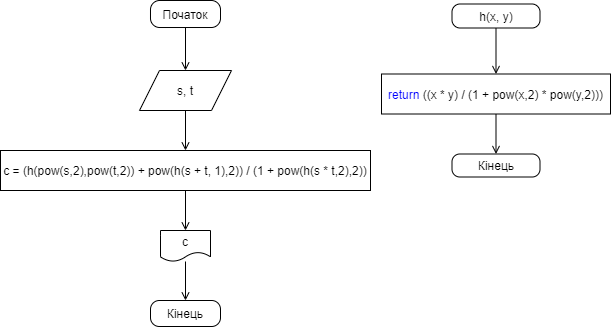 Початок
s, t
c = (h(pow(s,2),pow(t,2)) + pow(h(s + t, 1),2)) / (1 + pow(h(s * t,2),2))
c
Кінець
h(x, y)
return ((x * y) / (1 + pow(x,2) * pow(y,2)))
Кінець